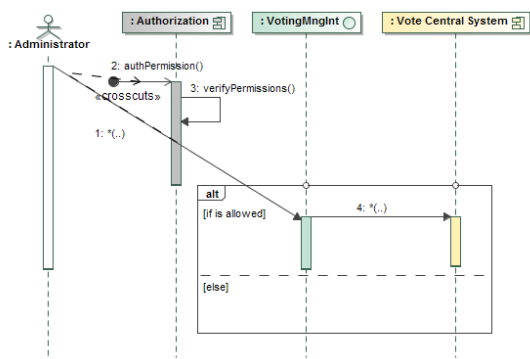 : Administrator
: Authorization
: VotingMngInt
: Vote Central System
2: authPermission()
«crosscuts»
3: verifyPermissions()
1: *(..)
alt
[if is allowed]
4: *(..)
[else]